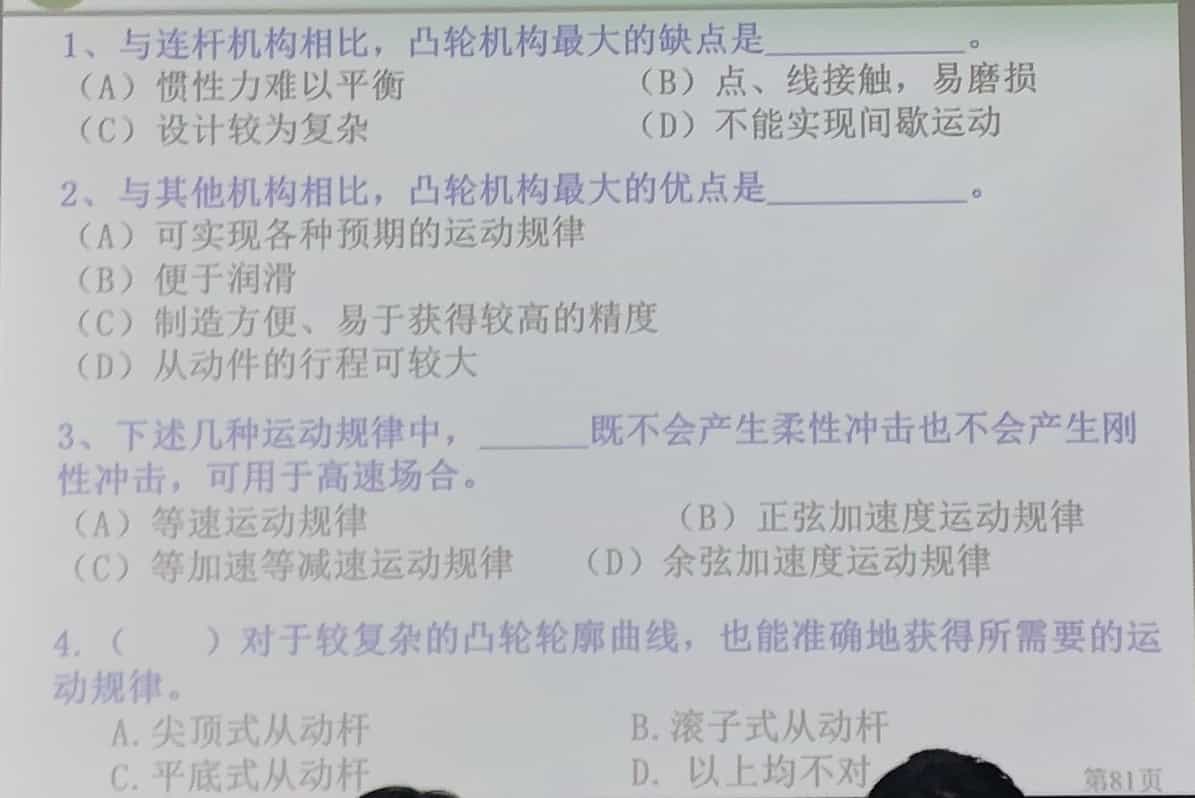 1、与连杆机构相比，凸轮机构最大的缺点是__________。
（A）惯性力难以平衡 （B）点、线接触，易磨损
（C）设计较为复杂 （D）不能实现间歇运动
2、与其他机构相比，凸轮机构最大的优点是__________。
（A）可实现各种预期的运动规律
（B）便于润滑
（C）制造方便、易于获得较高的精度
（D）从动件的行程可较大
3、下述几种运动规律中，______既不会产生柔性冲击也不会产生刚
性冲击，可用于高速场合。
（A）等速运动规律 （B）正弦加速度运动规律
（C）等加速等减速运动规律 （D）余弦加速度运动规律
4.（ ）对于较复杂的凸轮轮廓曲线，也能准确地获得所需要的运
动规律。
A.尖顶式从动杆 B.滚子式从动杆
C.平底式从动杆 D. 以上均不对
第81页